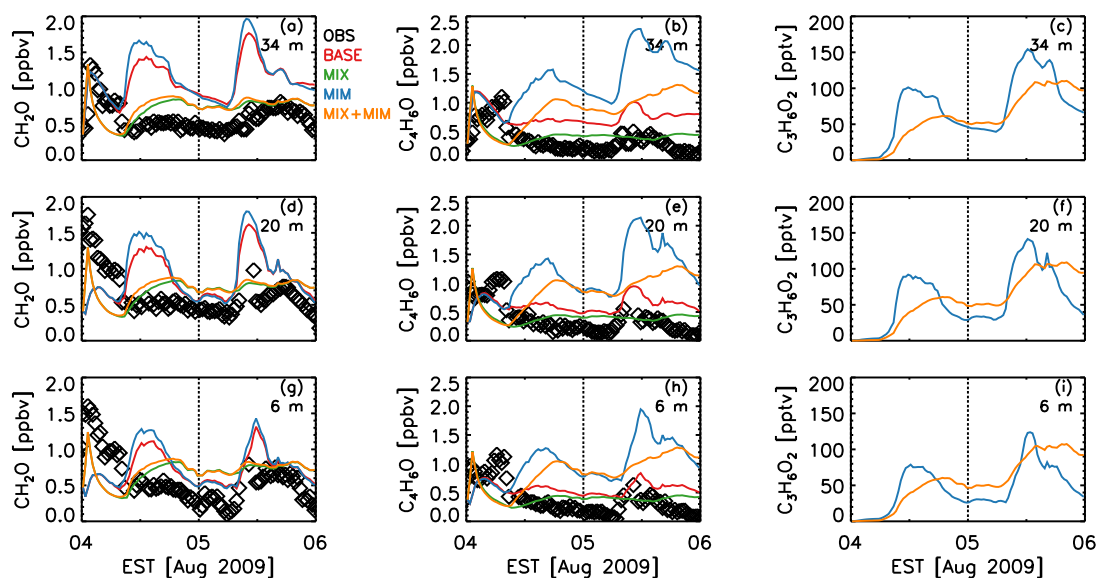 (a)
34 m
CH2O [ppbv]
2.0
1.5
1.0
0.5
0.0
OBS
BASE
MIX
MIM
MIX+MIM
(b)
34 m
C4H6O [ppbv]
2.5
2.0
1.5
1.0
0.5
0.0
(c)
34 m
C3H6O2 [pptv]
200
150
100
50
0
(d)
20 m
CH2O [ppbv]
2.0
1.5
1.0
0.5
0.0
(e)
20 m
C4H6O [ppbv]
2.5
2.0
1.5
1.0
0.5
0.0
(f)
20 m
C3H6O2 [pptv]
200
150
100
50
0
(g)
6 m
CH2O [ppbv]
2.0
1.5
1.0
0.5
0.0
04 05 06
EST [Aug 2009]
(h)
6 m
C4H6O [ppbv]
2.5
2.0
1.5
1.0
0.5
0.0
04 05 06
EST [Aug 2009]
(i)
6 m
C3H6O2 [pptv]
200
150
100
50
0
04 05 06
EST [Aug 2009]